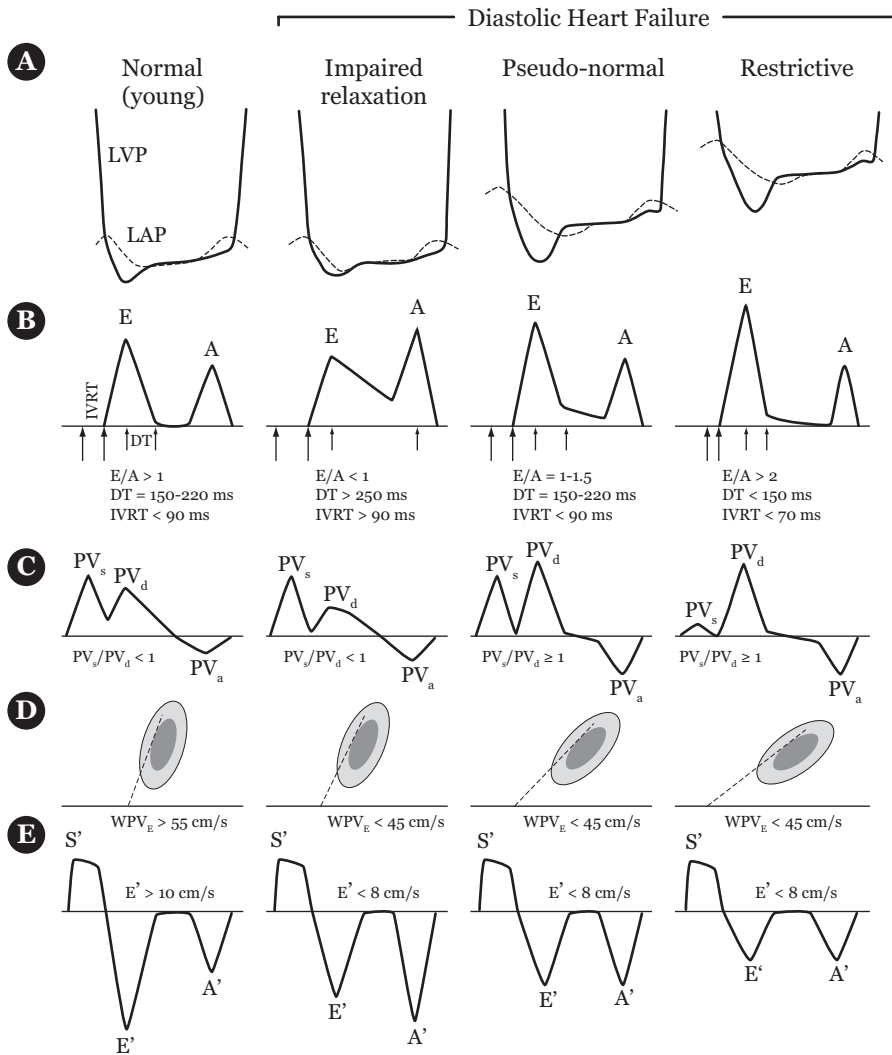 Diastolic Heart Failure
A
Normal
(young)
Impaired
relaxation
Pseudo-normal
Restrictive
LVP
LAP
B
E
A
E
A
E
A
E
A
IVRT
DT
E/A > 1
DT = 150-220 ms
IVRT < 90 ms
E/A < 1
DT > 250 ms
IVRT > 90 ms
E/A = 1-1.5
DT = 150-220 ms
IVRT < 90 ms
E/A > 2
DT < 150 ms
IVRT < 70 ms
C
PVs
PVd
PVa
PVs/PVd < 1
PVs
PVd
PVa
PVs/PVd < 1
PVs
PVd
PVa
PVs/PVd ≥ 1
PVs
PVd
PVa
PVs/PVd ≥ 1
D
WPVE > 55 cm/s
WPVE < 45 cm/s
WPVE < 45 cm/s
WPVE < 45 cm/s
E
S’
E’ > 10 cm/s
E’
A’
S’
E’ < 8 cm/s
E’
A’
S’
E’ < 8 cm/s
E’
A’
S’
E’ < 8 cm/s
E‘
A’